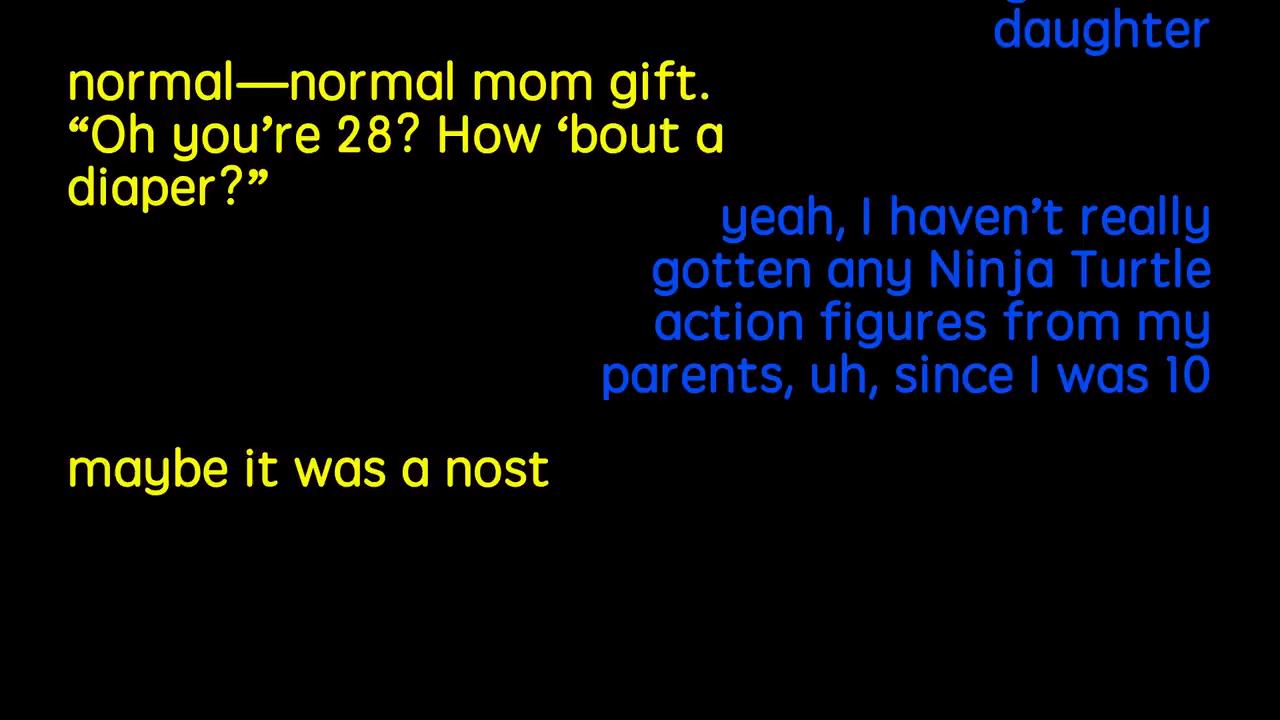 daughter
normal—normal mom gift.
“Oh you’re 28? How ‘bout a
diaper?”
yeah, I haven’t really
gotten any Ninja Turtle
action figures from my
parents, uh, since I was 10
maybe it was a nost